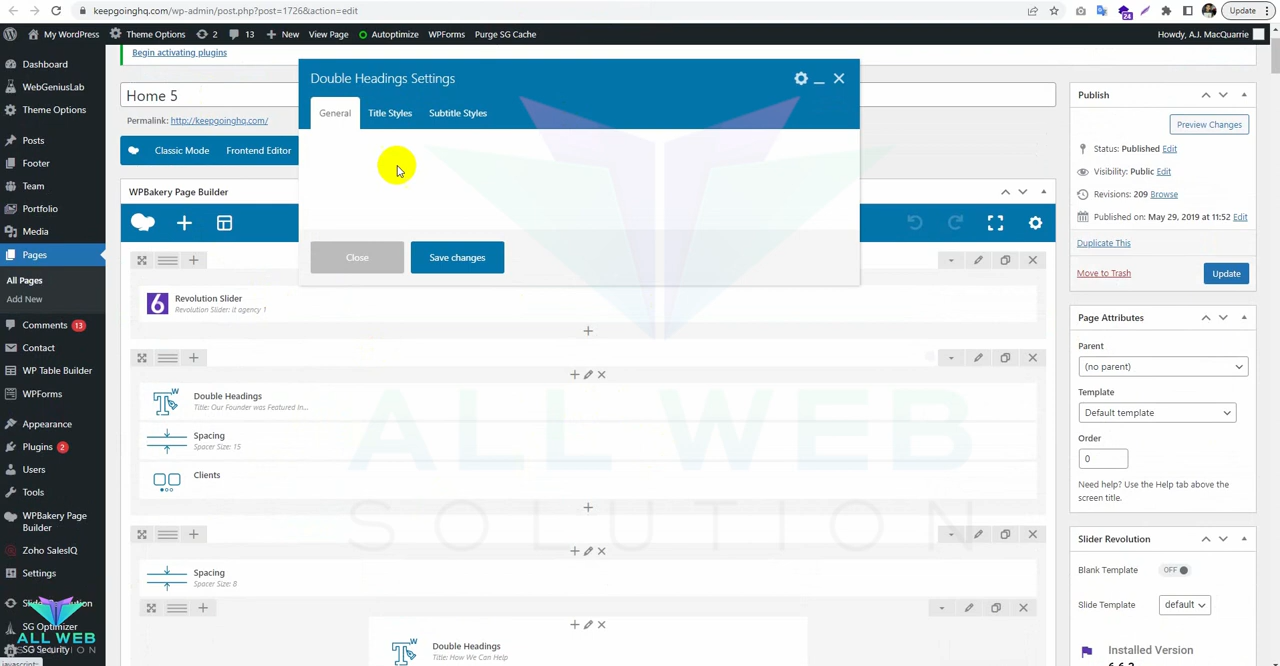 keepgoinghq.com/wp-admin/post.php?post=1726&action=edit
24
Update
My WordPress
Theme Options
2
13
New
View Page
Autoptimize
WPForms
Purge SG Cache
Howdy, A.J. MacQuarrie
Dashboard
WebGeniusLab
Theme Options
Posts
Footer
Team
Portfolio
Media
Pages
All Pages
Add New
Comments 13
Contact
WP Table Builder
WPForms
Appearance
Plugins 2
Users
Tools
WPBakery Page
Builder
Zoho SalesIQ
Settings
Slider Revolution
SG Optimizer
SG Security
ALL WEB
SOLUTION
Begin activating plugins
Home 5
Permalink: http://keepgoinghq.com/
Classic Mode
Frontend Editor
WPBakery Page Builder
Double Headings Settings
General
Title Styles
Subtitle Styles
Close
Save changes
6
Revolution Slider
Revolution Slider: it agency 1
Double Headings
Title: Our Founder was Featured In...
Spacing
Spacer Size: 15
Clients
Spacing
Spacer Size: 8
Double Headings
Title: How We Can Help
ALL WEB
SOLUTION
Publish
Preview Changes
Status: Published Edit
Visibility: Public Edit
Revisions: 209 Browse
Published on: May 29, 2019 at 11:52 Edit
Duplicate This
Move to Trash
Update
Page Attributes
Parent
(no parent)
Template
Default template
Order
0
Need help? Use the Help tab above the
screen title.
Slider Revolution
Blank Template
OFF
Slide Template
default
Installed Version